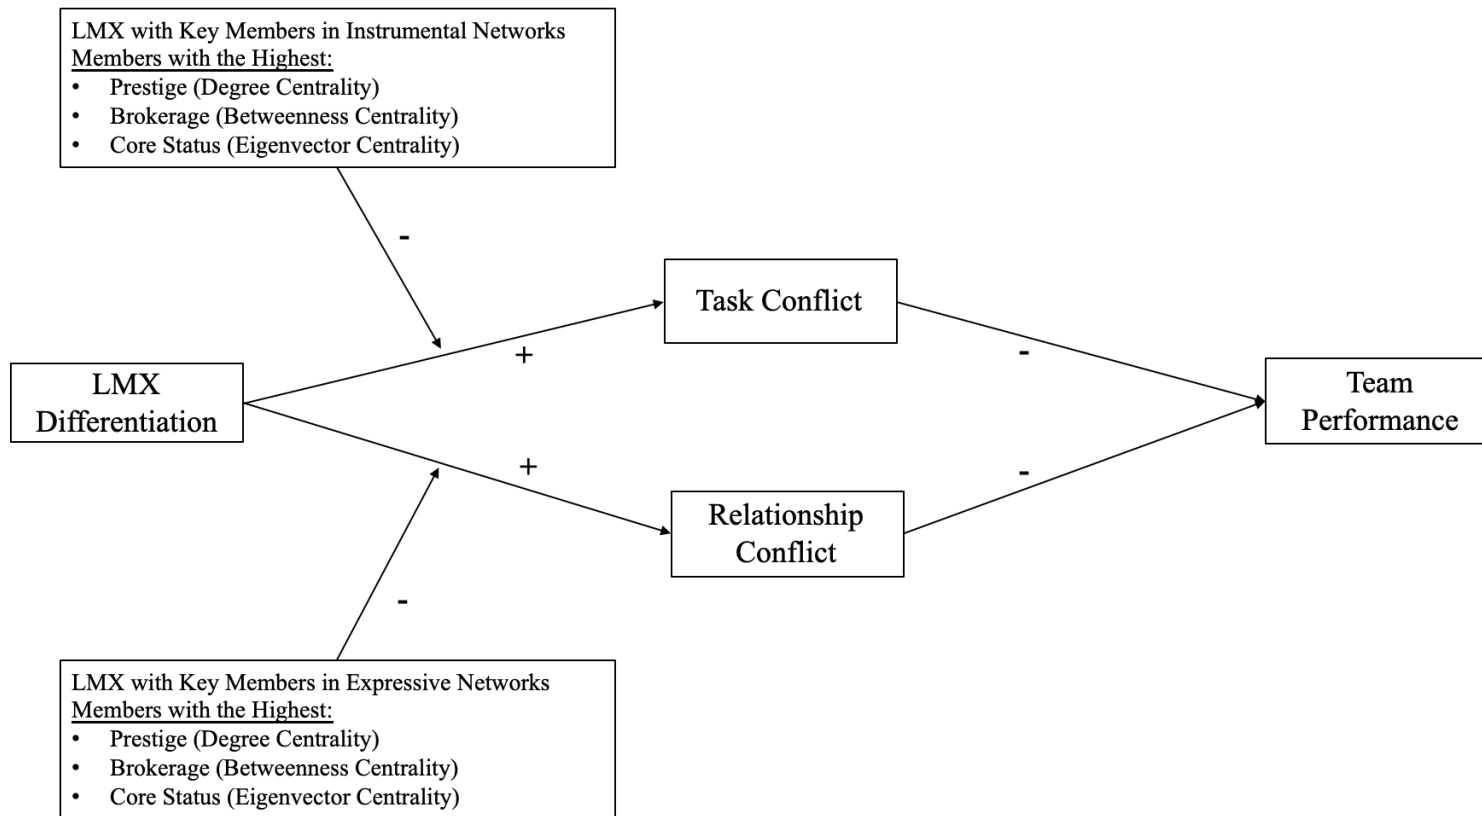 LMX with Key Members in Instrumental Networks
Members with the Highest:
• Prestige (Degree Centrality)
• Brokerage (Betweenness Centrality)
• Core Status (Eigenvector Centrality)
-
Task Conflict
+
-
LMX
Differentiation
Team
Performance
+
-
Relationship
Conflict
-
LMX with Key Members in Expressive Networks
Members with the Highest:
• Prestige (Degree Centrality)
• Brokerage (Betweenness Centrality)
• Core Status (Eigenvector Centrality)